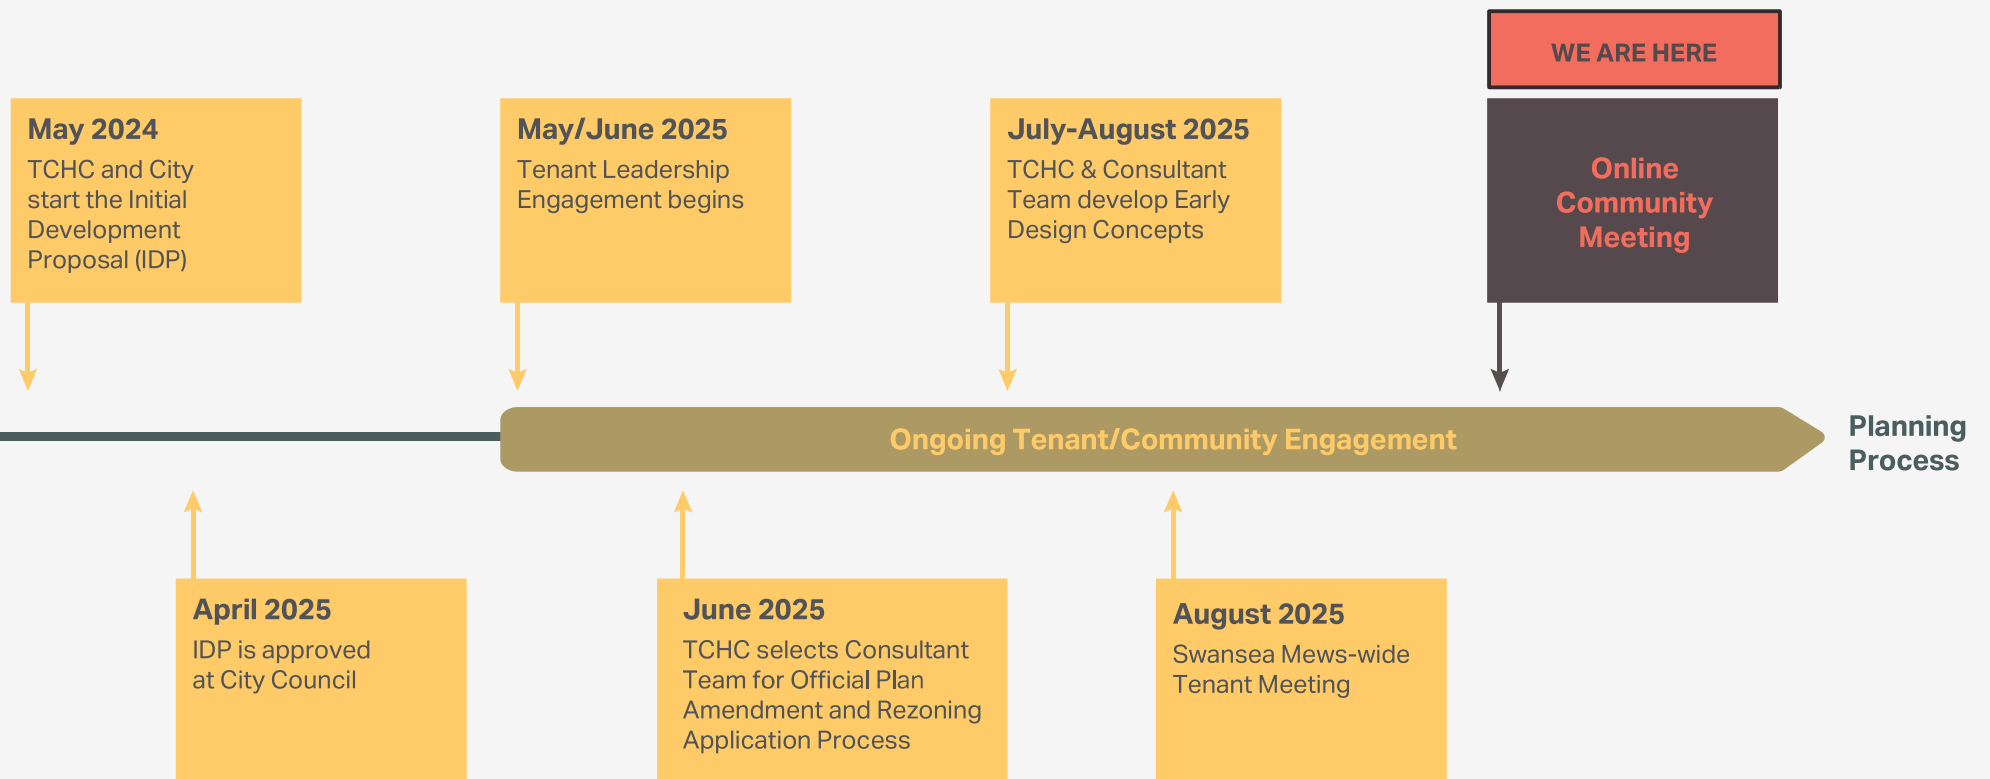 WE ARE HERE
May 2024
TCHC and City
start the Initial
Development
Proposal (IDP)
May/June 2025
Tenant Leadership
Engagement begins
July-August 2025
TCHC & Consultant
Team develop Early
Design Concepts
Online
Community
Meeting
Ongoing Tenant/Community Engagement
Planning
Process
April 2025
IDP is approved
at City Council
June 2025
TCHC selects Consultant
Team for Official Plan
Amendment and Rezoning
Application Process
August 2025
Swansea Mews-wide
Tenant Meeting